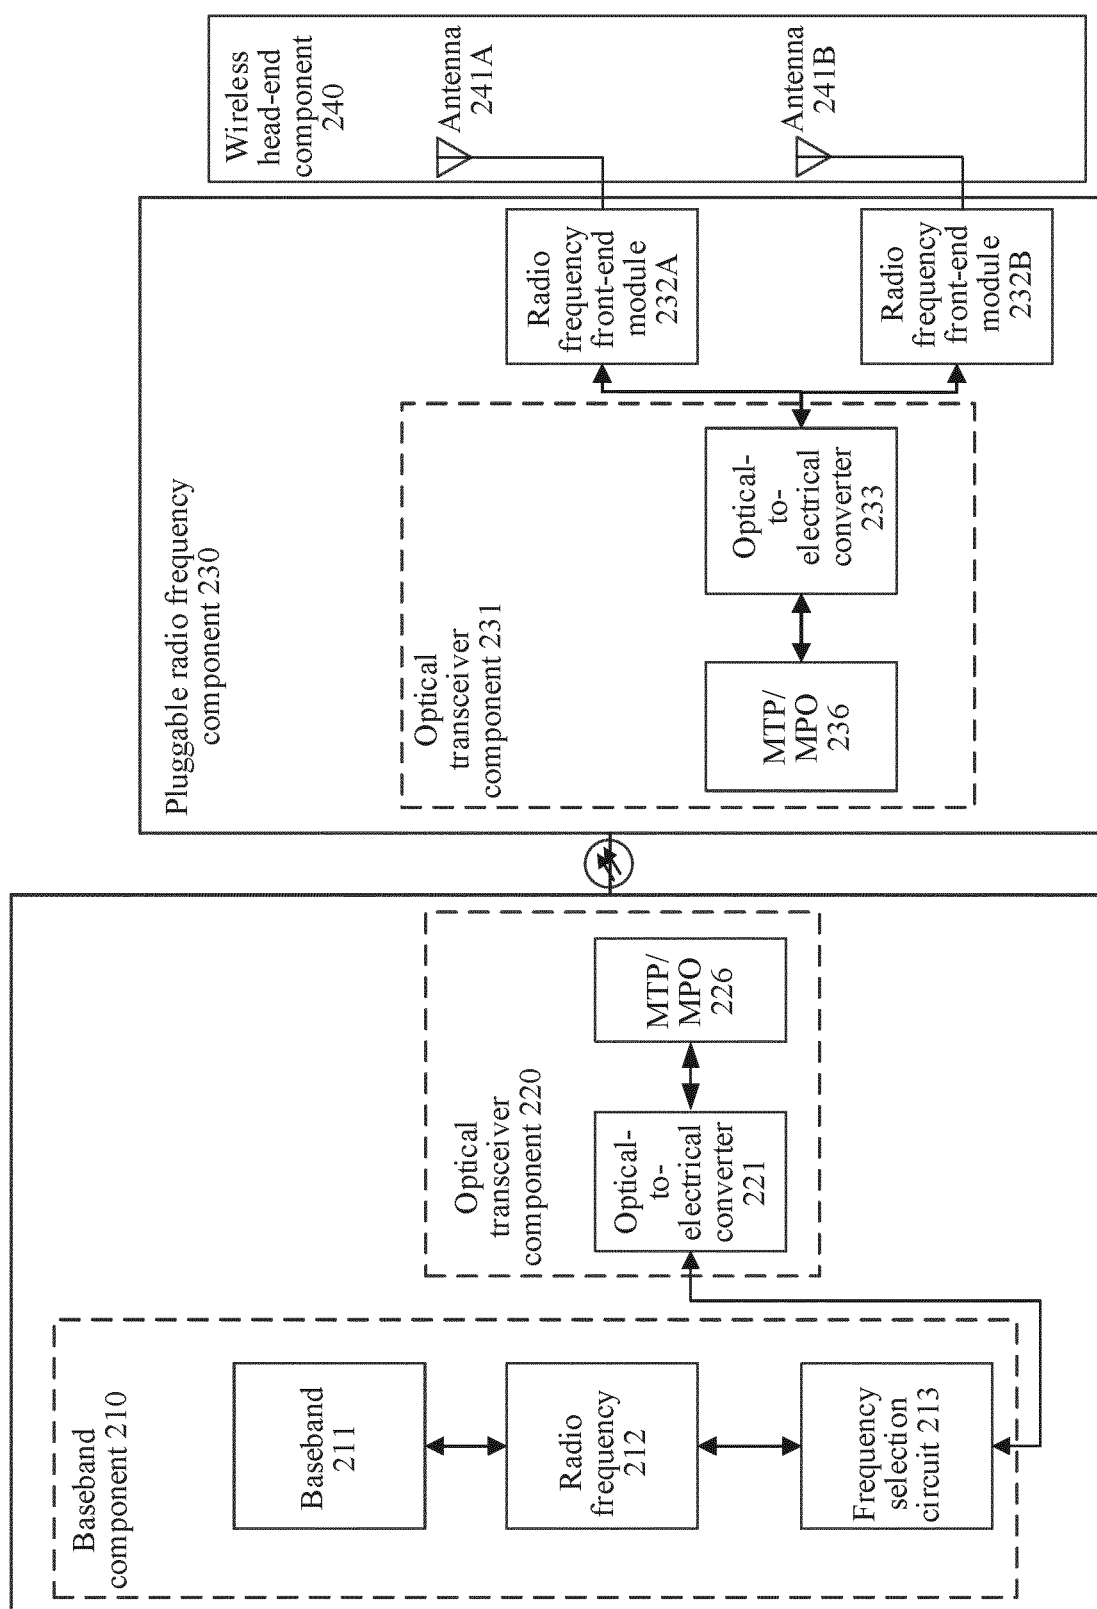 Baseband
component 210
Baseband
211
Radio
frequency
212
Frequency
selection
circuit 213
Optical
transceiver
component 220
Optical-
to-
electrical
converter
221
MTP/
MPO
226
Pluggable radio frequency
component 230
Optical
transceiver
component 231
MTP/
MPO
236
Optical-
to-
electrical
converter
233
Radio
frequency
front-end
module
232A
Radio
frequency
front-end
module
232B
Wireless
head-end
component
240
Antenna
241A
Antenna
241B